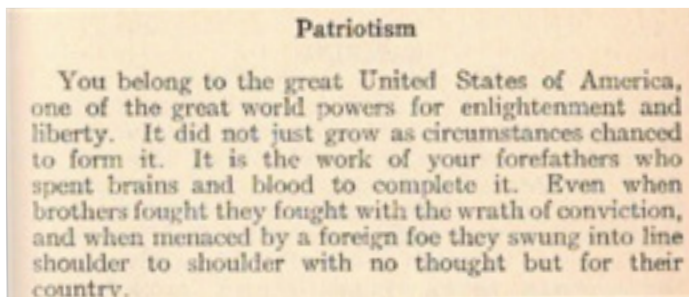 Patriotism
You belong to the great United States of America,
one of the great world powers for enlightenment and
liberty. It did not just grow as circumstances chanced
to form it. It is the work of your forefathers who
spent brains and blood to complete it. Even when
brothers fought they fought with the wrath of conviction,
and when menaced by a foreign foe they swung into line
shoulder to shoulder with no thought but for their
country.